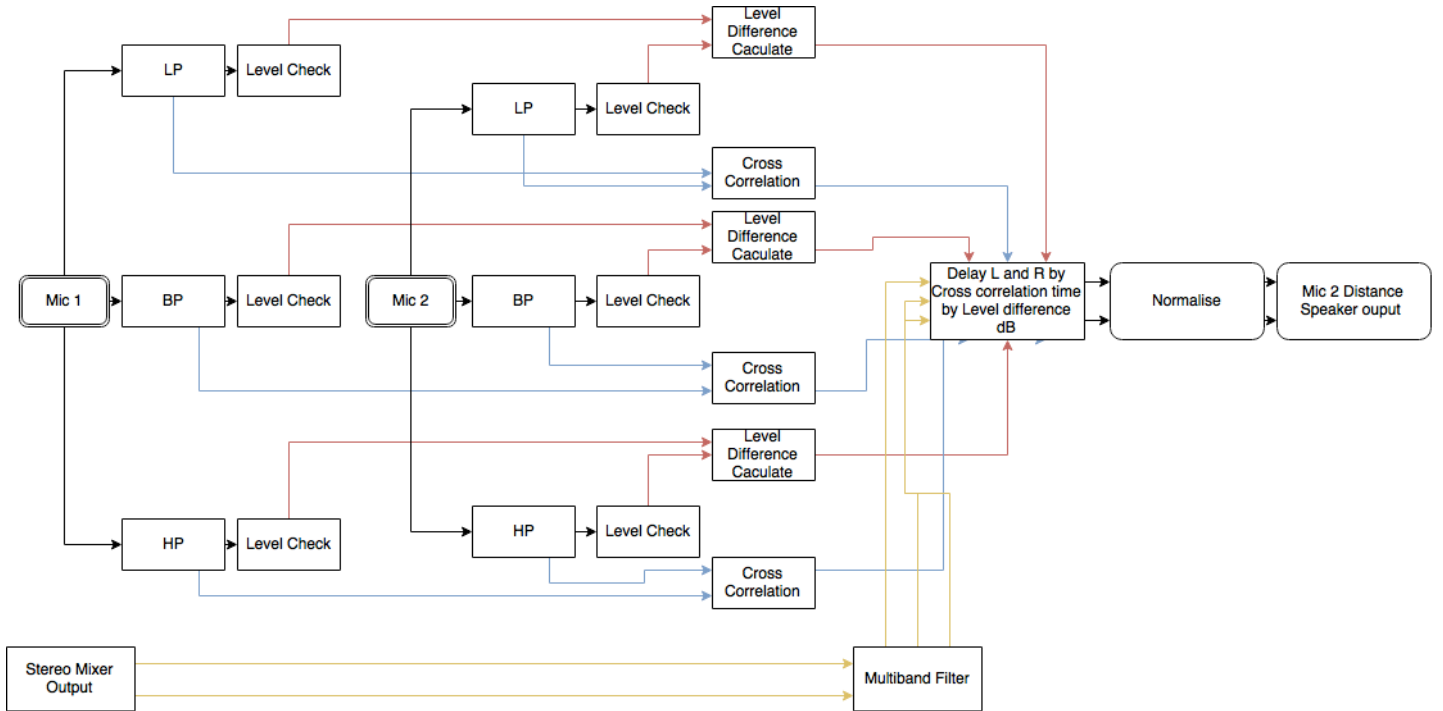 Level
Difference
Caculate
LP
Level Check
LP
Level Check
Cross
Correlation
Level
Difference
Caculate
Mic 1
BP
Level Check
Mic 2
BP
Level Check
Delay L and R by
Cross correlation time
by Level difference
dB
Normalise
Mic 2 Distance
Speaker ouput
Cross
Correlation
Level
Difference
Caculate
HP
Level Check
HP
Level Check
Cross
Correlation
Stereo Mixer
Output
Multiband Filter